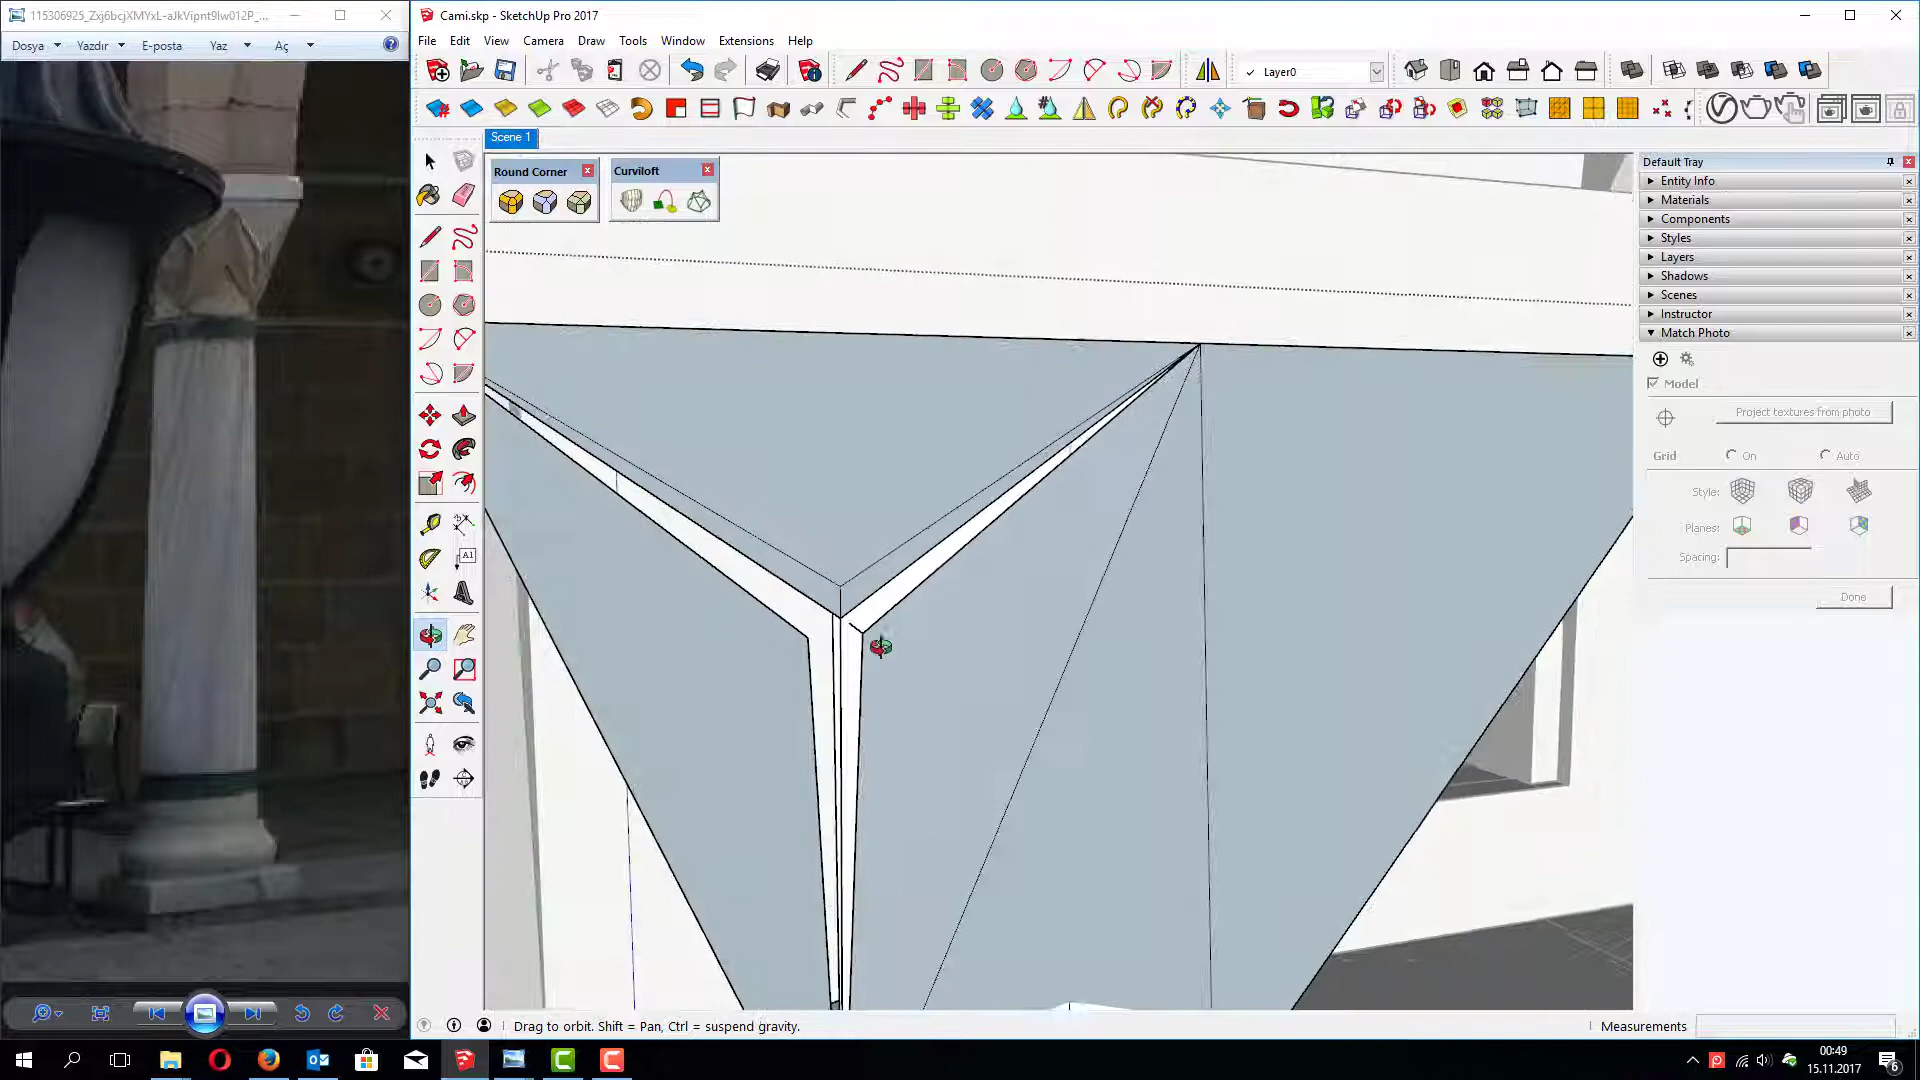 115306925_Zxj6bcjXMYxL-aJkVipnt9lw012P_...
Dosya
Yazdır
E-posta
Yaz
Aç
Cami.skp - SketchUp Pro 2017
File
Edit
View
Camera
Draw
Tools
Window
Extensions
Help
Layer0
Scene 1
Round Corner
Curviloft
A1
Default Tray
Entity Info
Materials
Components
Styles
Layers
Shadows
Scenes
Instructor
Match Photo
Model
Project textures from photo
Grid
On
Auto
Style:
Planes:
Spacing:
Done
Drag to orbit. Shift = Pan, Ctrl = suspend gravity.
Measurements
00:49
15.11.2017
6